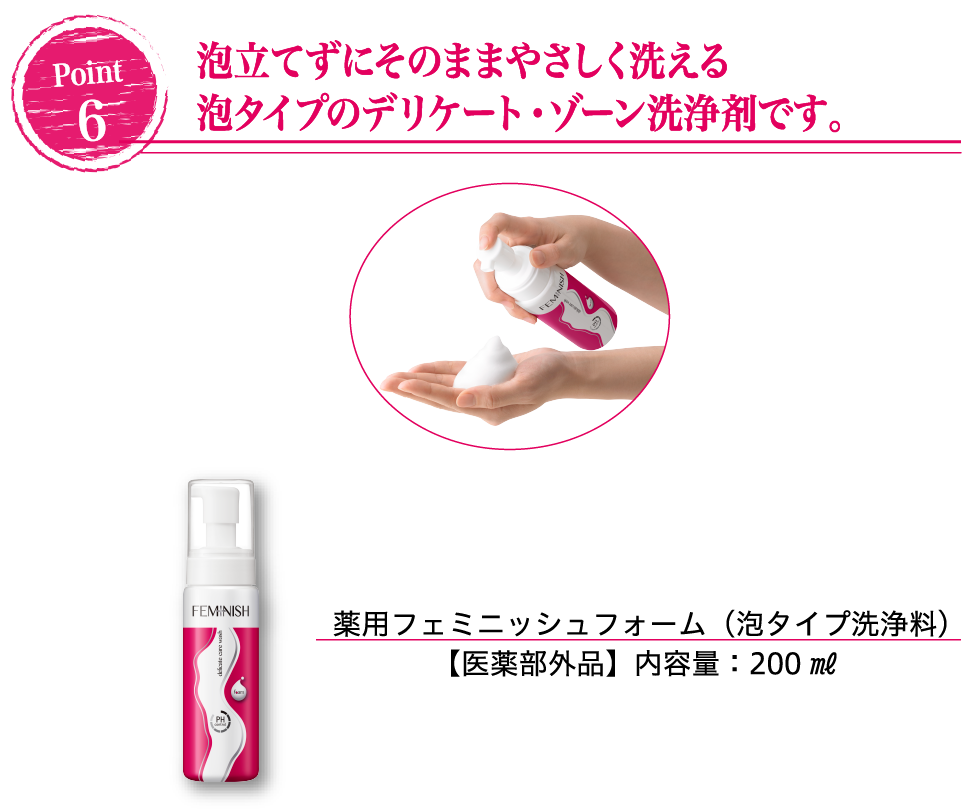 Point
6
泡立てずにそのままやさしく洗える
泡タイプのデリケート・ゾーン洗浄剤です。
FEMINISH
FEMINISH
delicate care wash
foam
PH
薬用フェミニッシュフォーム（泡タイプ洗浄料）
【医薬部外品】内容量：200㎖